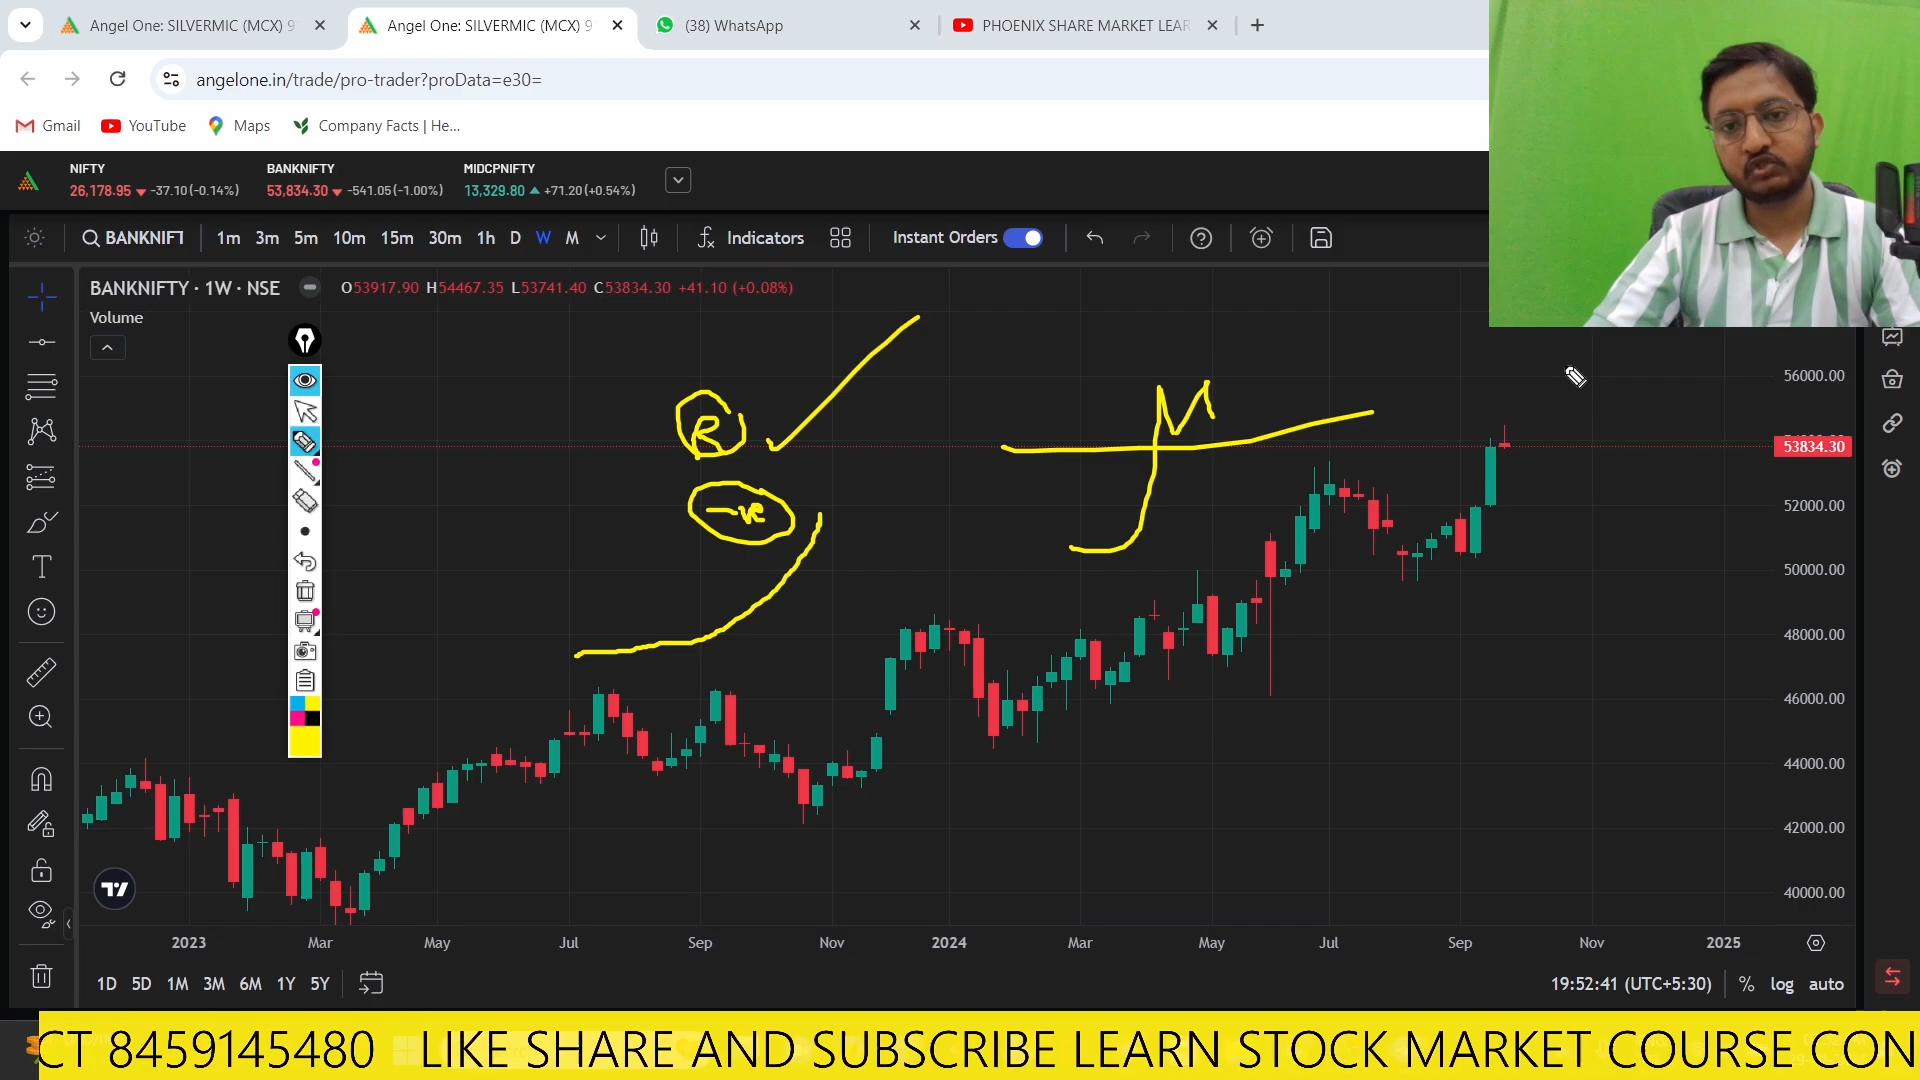 Angel One: SILVERMIC (MCX) 9
Angel One: SILVERMIC (MCX) 9
(38) WhatsApp
PHOENIX SHARE MARKET LEAR
angelone.in/trade/pro-trader?proData=e30=
Gmail
YouTube
Maps
Company Facts | He...
NIFTY
26,178.95 -37.10(-0.14%)
BANKNIFTY
53,834.30 -541.05(-1.00%)
MIDCPNIFTY
13,329.80 +71.20(+0.54%)
BANKNIFT
1m 3m 5m 10m 15m 30m 1h D W M
Indicators
Instant Orders
BANKNIFTY · 1W · NSE
O53917.90 H54467.35 L53741.40 C53834.30 +41.10 (+0.08%)
Volume
R
-ve
M
56000.00
53834.30
52000.00
50000.00
48000.00
46000.00
44000.00
42000.00
40000.00
2023 Mar May Jul Sep Nov 2024 Mar May Jul Sep Nov 2025
1D 5D 1M 3M 6M 1Y 5Y
19:52:41 (UTC+5:30) % log auto
CT 8459145480 LIKE SHARE AND SUBSCRIBE LEARN STOCK MARKET COURSE CON